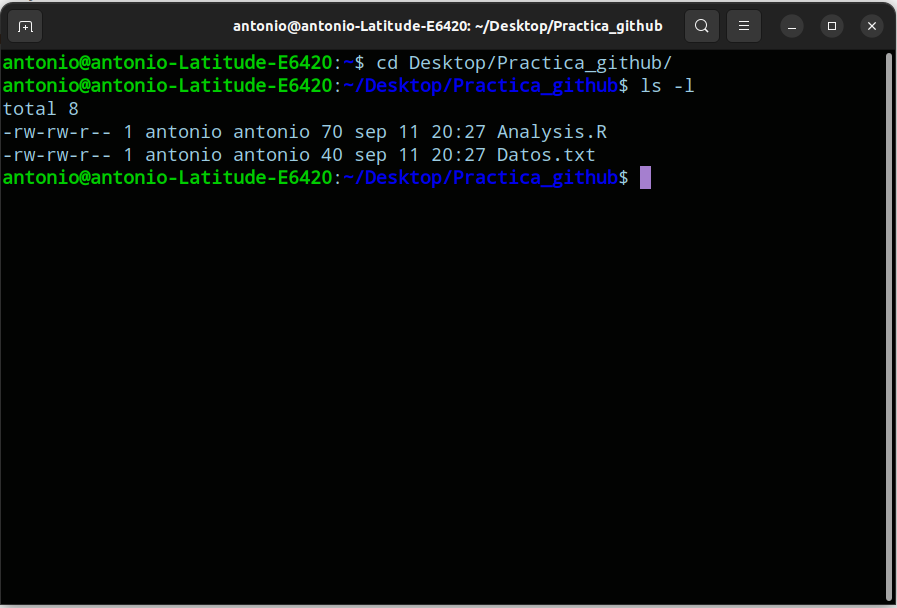 antonio@antonio-Latitude-E6420: ~/Desktop/Practica_github
antonio@antonio-Latitude-E6420:~$ cd Desktop/Practica_github/
antonio@antonio-Latitude-E6420:~/Desktop/Practica_github$ ls -l
total 8
-rw-rw-r-- 1 antonio antonio 70 sep 11 20:27 Analysis.R
-rw-rw-r-- 1 antonio antonio 40 sep 11 20:27 Datos.txt
antonio@antonio-Latitude-E6420:~/Desktop/Practica_github$